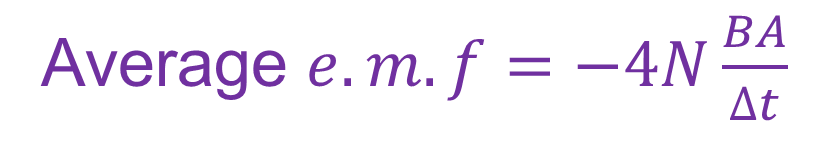 Average e.m.f = −4N BA/Δt